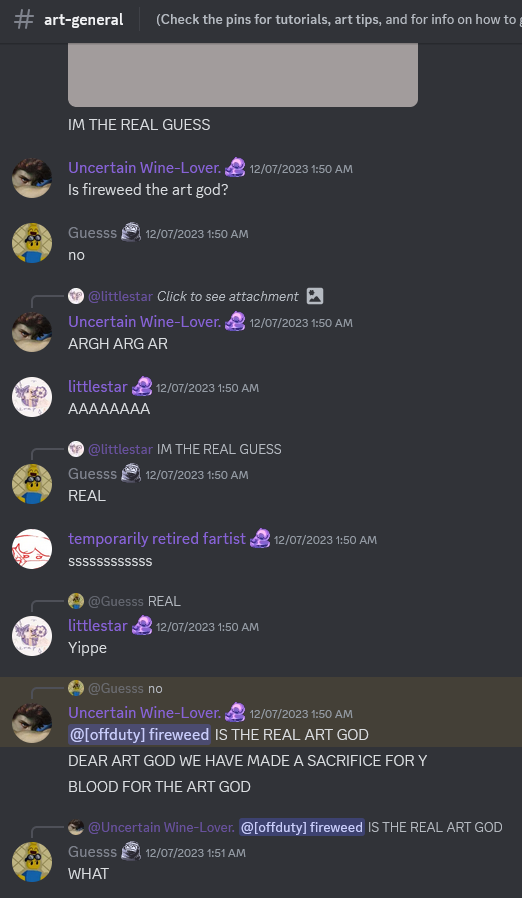 art-general
(Check the pins for tutorials, art tips, and for info on how to
IM THE REAL GUESS
Uncertain Wine-Lover. 12/07/2023 1:50 AM
Is fireweed the art god?
Guesss 12/07/2023 1:50 AM
no
@littlestar Click to see attachment
Uncertain Wine-Lover. 12/07/2023 1:50 AM
ARGH ARG AR
littlestar 12/07/2023 1:50 AM
AAAAAAAA
@littlestar IM THE REAL GUESS
Guesss 12/07/2023 1:50 AM
REAL
temporarily retired fartist 12/07/2023 1:50 AM
ssssssssssss
@Guesss REAL
littlestar 12/07/2023 1:50 AM
Yippe
@Guesss no
Uncertain Wine-Lover. 12/07/2023 1:50 AM
@[offduty] fireweed IS THE REAL ART GOD
DEAR ART GOD WE HAVE MADE A SACRIFICE FOR Y
BLOOD FOR THE ART GOD
@Uncertain Wine-Lover. @[offduty] fireweed IS THE REAL ART GOD
Guesss 12/07/2023 1:51 AM
WHAT